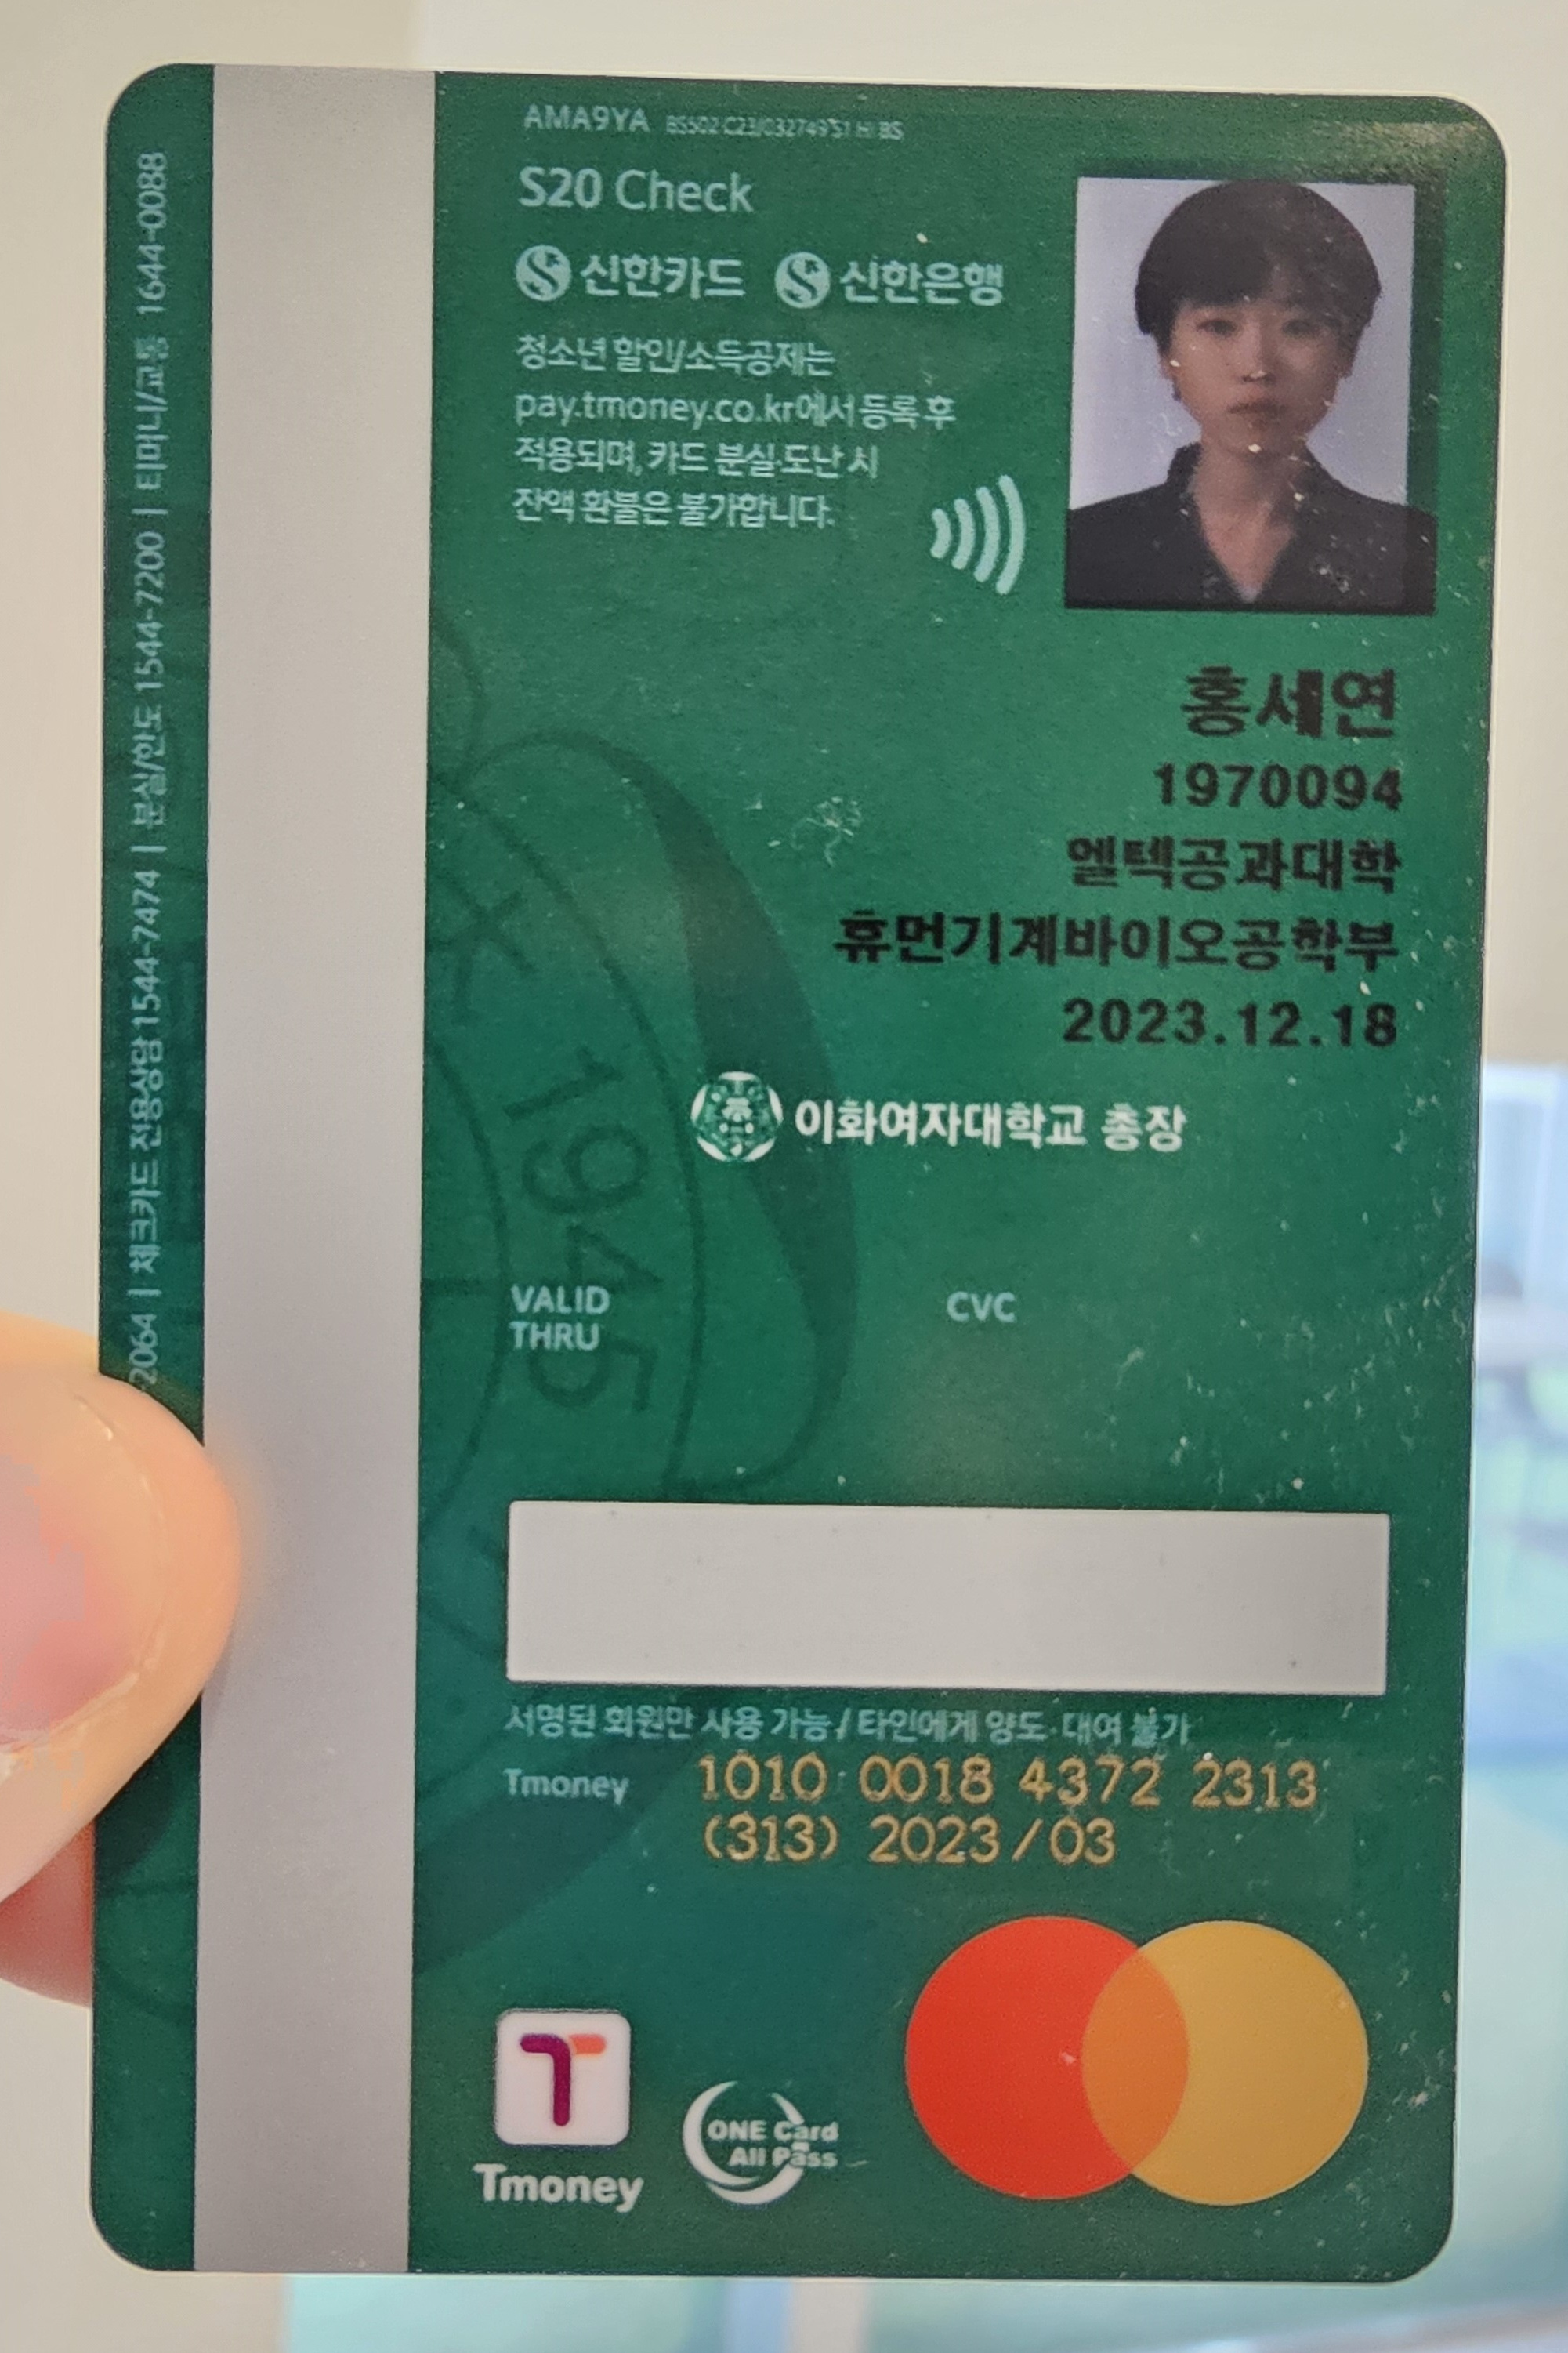 AMA9YA
S20 Check
신한카드 신한은행
청소년 할인/소득공제는
pay.tmoney.co.kr에서 등록 후
적용되며, 카드 분실·도난 시
잔액 환불은 불가합니다.
홍세연
1970094
엘텍공과대학
휴먼기계바이오공학부
2023.12.18
이화여자대학교 총장
1945
VALID
THRU
CVC
서명된 회원만 사용 가능 / 타인에게 양도·대여 불가
Tmoney 1010 0018 4372 2313
(313) 2023/03
Tmoney
ONE Card
All Pass
2064 | 체크카드 전용상담 1544-7474 | 분실/한도 1544-7200 | 티머니/교통 1644-0088